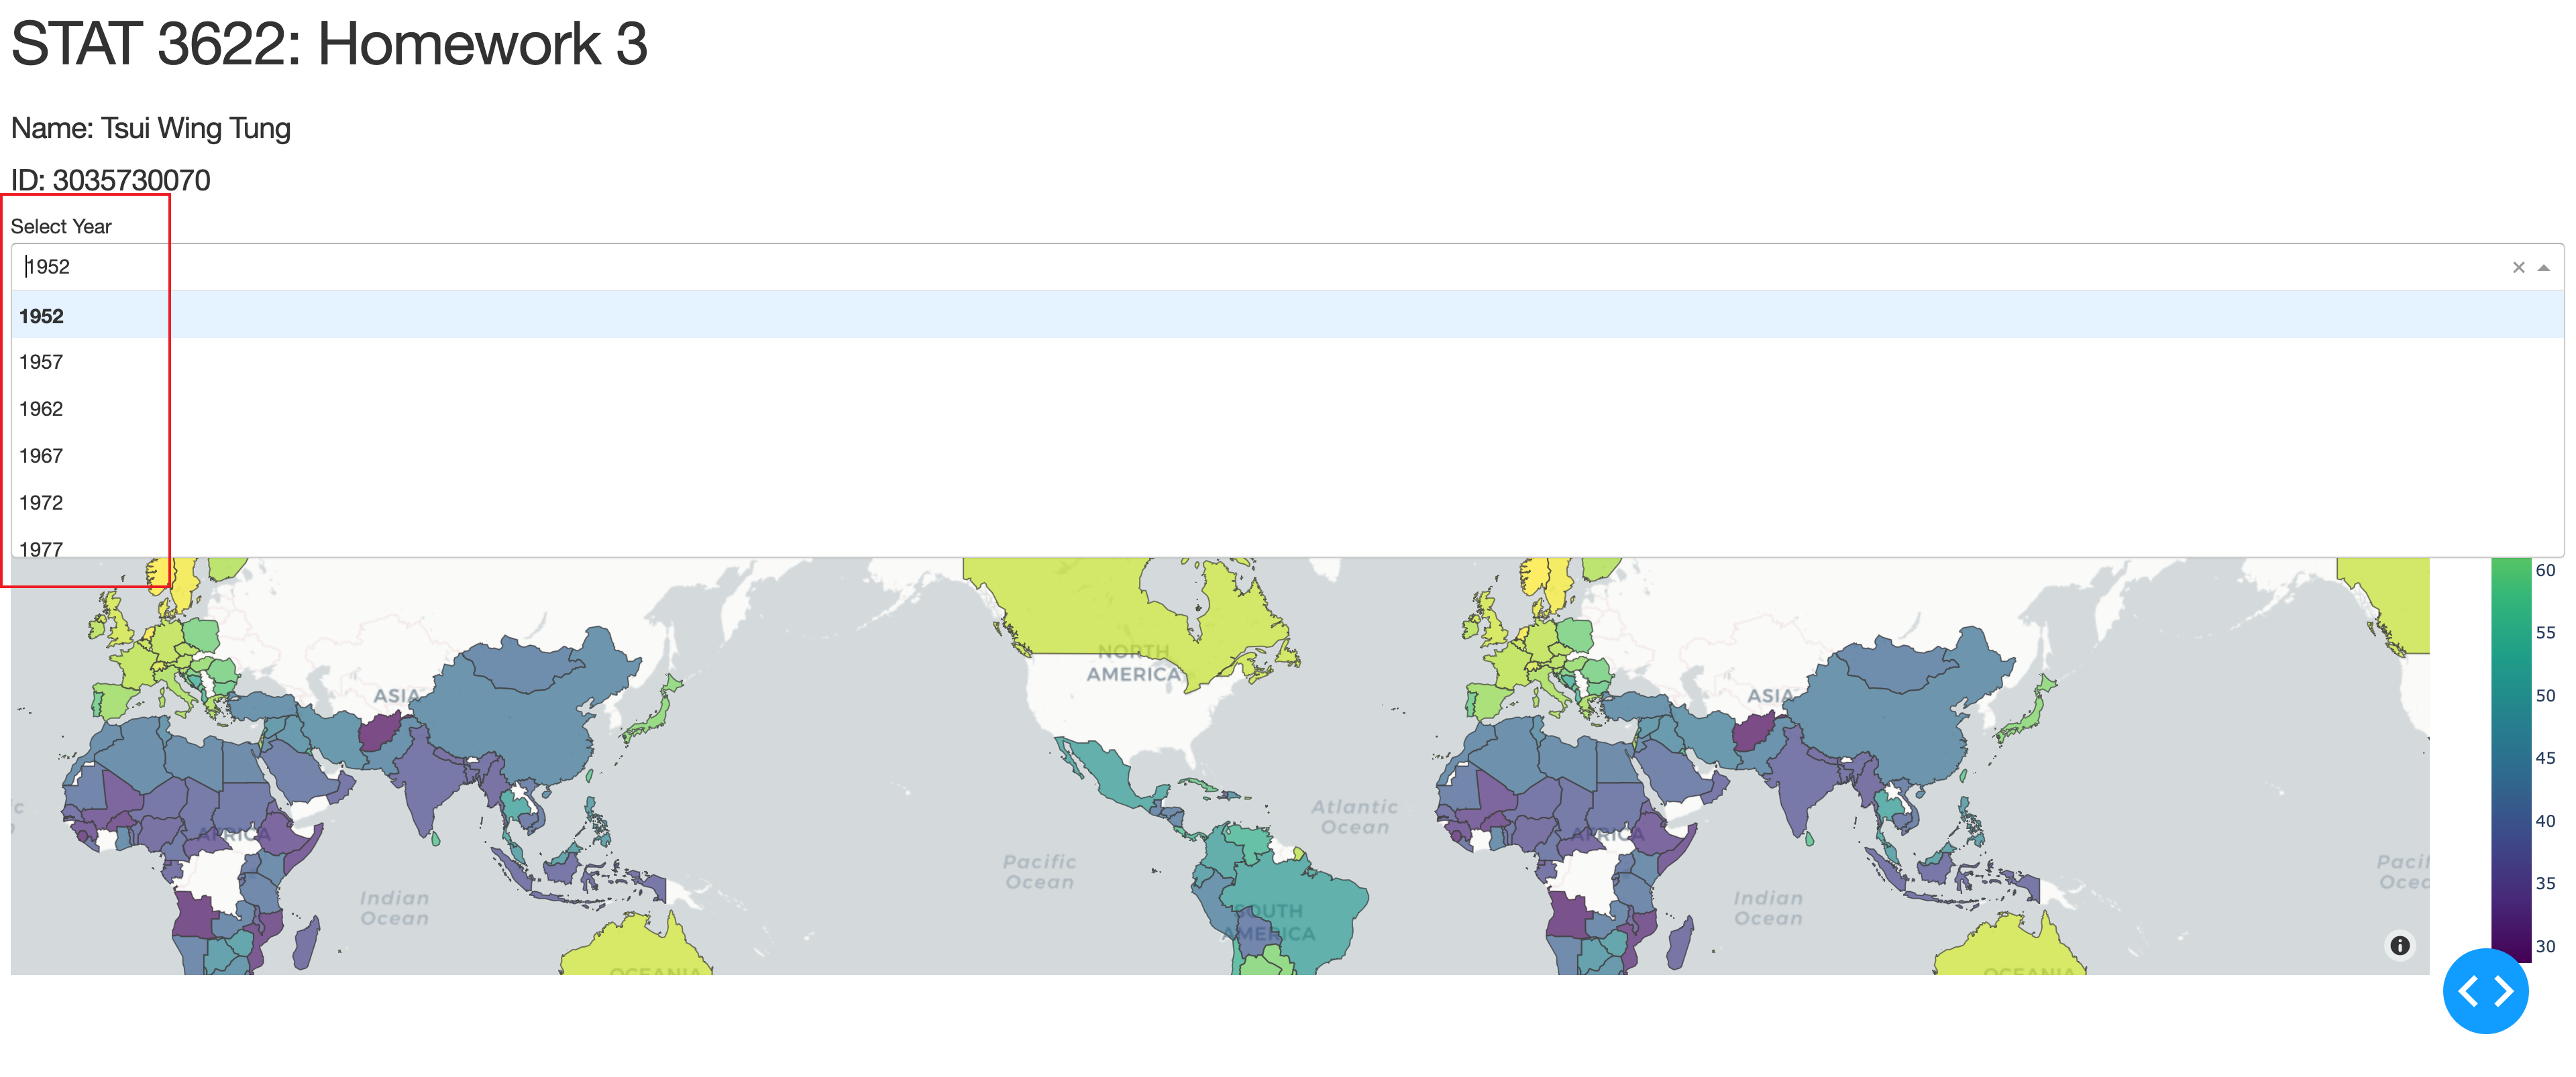 STAT 3622: Homework 3
Name: Tsui Wing Tung
ID: 3035730070
Select Year
1952
1952
1957
1962
1967
1972
1977
60
55
50
45
40
35
30
NORTH
AMERICA
ASIA
ASIA
Atlantic
Ocean
AFRICA
AFRICA
Pacific
Ocean
Indian
Ocean
Indian
Ocean
SOUTH
AMERICA
OCEANIA
OCEANIA